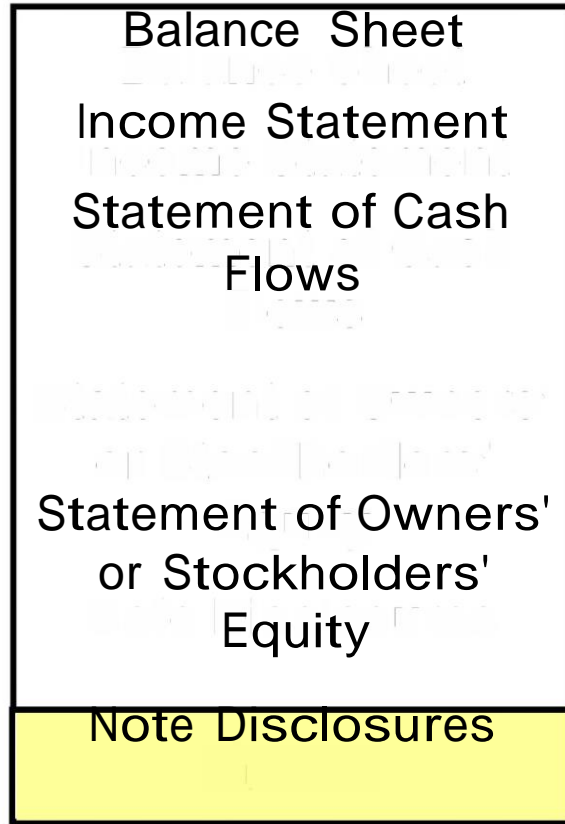 Balance Sheet
Income Statement
Statement of Cash
Flows
Statement of Owners'
or Stockholders'
Equity
Note Disclosures